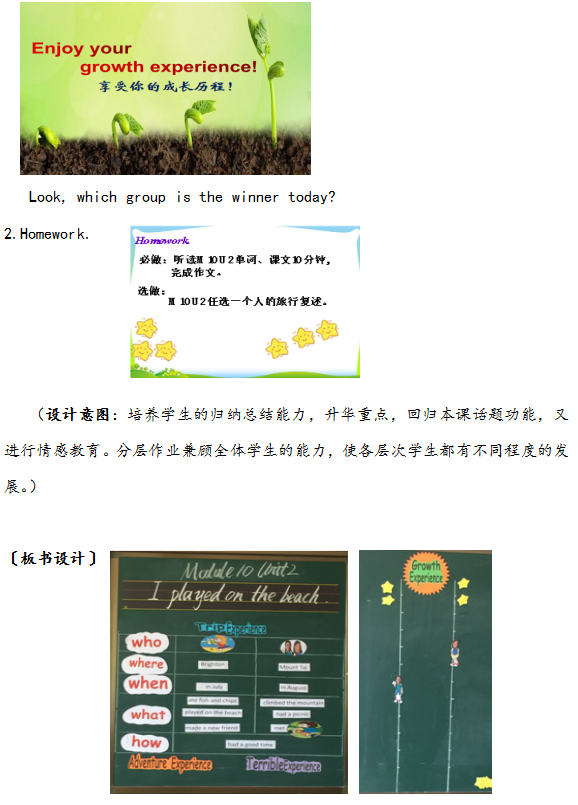 Enjoy your
growth experience!
享受你的成长历程!
Look, which group is the winner today?
2.Homework.
Homework.
必做: 听读M10U2单词、课文10分钟,
完成作文。
选做:
M10U2任选一个人的旅行复述。
(设计意图: 培养学生的归纳总结能力, 升华重点, 回归本课话题功能, 又
进行情感教育。分层作业兼顾全体学生的能力, 使各层次学生都有不同程度的发
展。)
〔板书设计〕
Module 10 Unit2
I played on the beach.
Trip Experience
who
where Brighton Mount Tai
when in July in August
what ate fish and chips climbed the mountain
played on the beach had a picnic
made a new friend met
how had a good time
Adventure Experience Terrible Experience
Growth
Experience